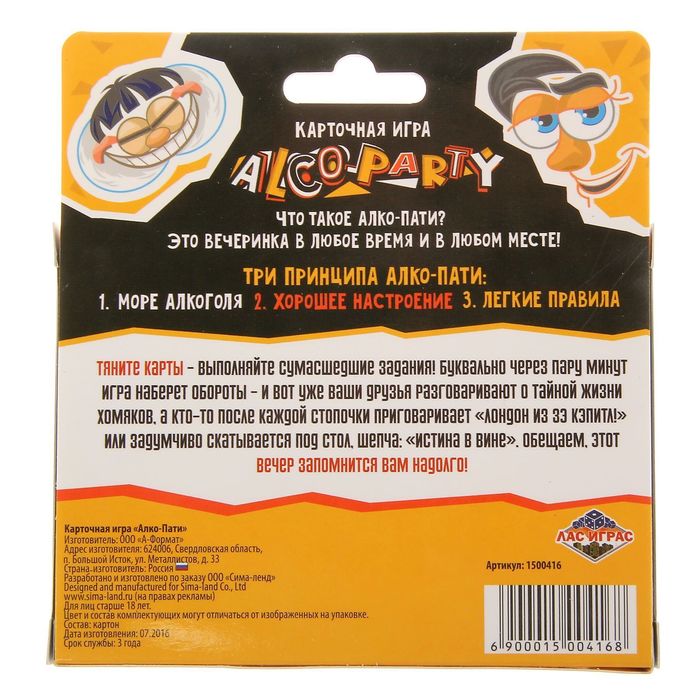 КАРТОЧНАЯ ИГРА
ALCO-PARTY
ЧТО ТАКОЕ АЛКО-ПАТИ?
ЭТО ВЕЧЕРИНКА В ЛЮБОЕ ВРЕМЯ И В ЛЮБОМ МЕСТЕ!
ТРИ ПРИНЦИПА АЛКО-ПАТИ:
1. МОРЕ АЛКОГОЛЯ 2. ХОРОШЕЕ НАСТРОЕНИЕ 3. ЛЕГКИЕ ПРАВИЛА
ТЯНИТЕ КАРТЫ - ВЫПОЛНЯЙТЕ СУМАСШЕДШИЕ ЗАДАНИЯ! БУКВАЛЬНО ЧЕРЕЗ ПАРУ МИНУТ
ИГРА НАБЕРЕТ ОБОРОТЫ - И ВОТ УЖЕ ВАШИ ДРУЗЬЯ РАЗГОВАРИВАЮТ О ТАЙНОЙ ЖИЗНИ
ХОМЯКОВ, А КТО-ТО ПОСЛЕ КАЖДОЙ СТОПОЧКИ ПРИГОВАРИВАЕТ «ЛОНДОН ИЗ ЗЭ КЭПИТЛ!»
ИЛИ ЗАДУМЧИВО СКАТЫВАЕТСЯ ПОД СТОЛ, ШЕПЧА: «ИСТИНА В ВИНЕ». ОБЕЩАЕМ, ЭТОТ
ВЕЧЕР ЗАПОМНИТСЯ ВАМ НАДОЛГО!
Карточная игра «Алко-Пати»
Изготовитель: ООО «А-Формат»
Адрес изготовителя: 624006, Свердловская область,
п. Большой Исток, ул. Металлистов, д. 33
Страна-изготовитель: Россия
Разработано и изготовлено по заказу ООО «Сима-ленд»
Designed and manufactured for Sima-land Co., Ltd
www.sima-land.ru (на правах рекламы)
Для лиц старше 18 лет.
Цвет и состав комплектующих могут отличаться от изображенных на упаковке.
Состав: картон
Дата изготовления: 07.2016
Срок службы: 3 года
ЛАС ИГРАС
Артикул: 1500416
6 900015 004168